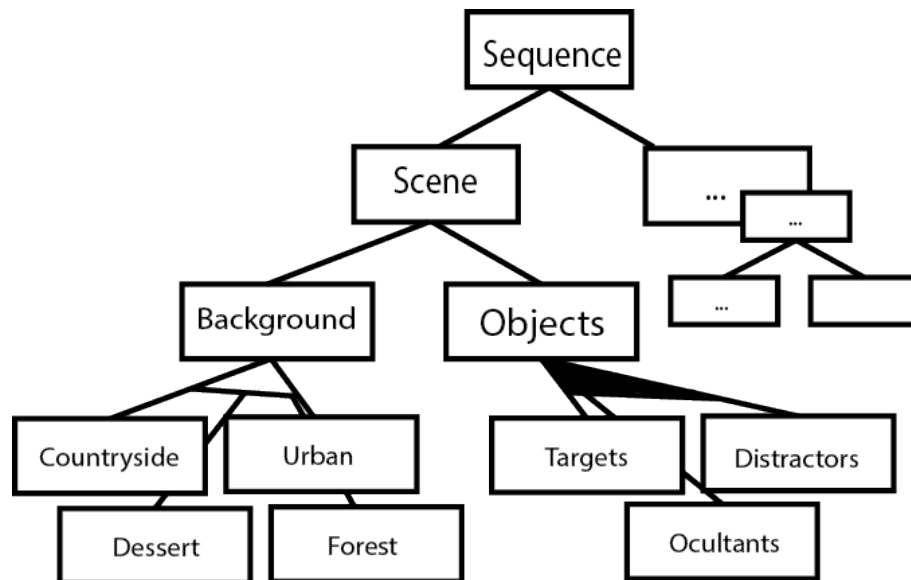 Sequence
Scene
...
...
Background
Objects
...
Countryside
Urban
Targets
Distractors
Dessert
Forest
Ocultants